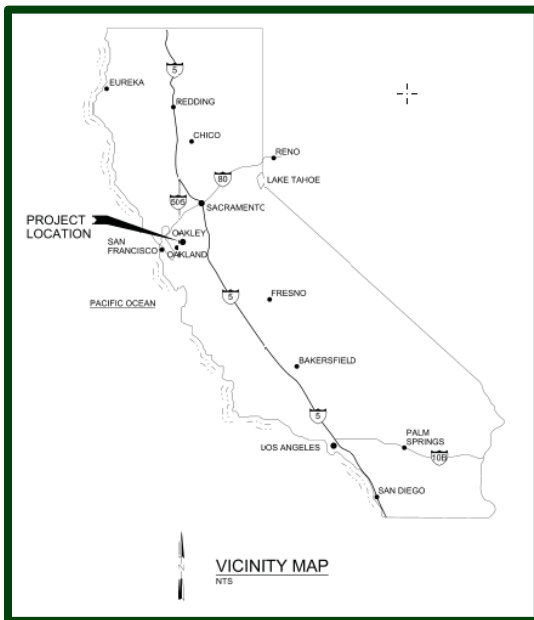 5
EUREKA
REDDING
CHICO
RENO
80
LAKE TAHOE
505
SACRAMENTO
PROJECT
LOCATION
OAKLEY
SAN
FRANCISCO
OAKLAND
PACIFIC OCEAN
5
FRESNO
BAKERSFIELD
5
LOS ANGELES
PALM
SPRINGS
10B
SAN DIEGO
N
VICINITY MAP
NTS